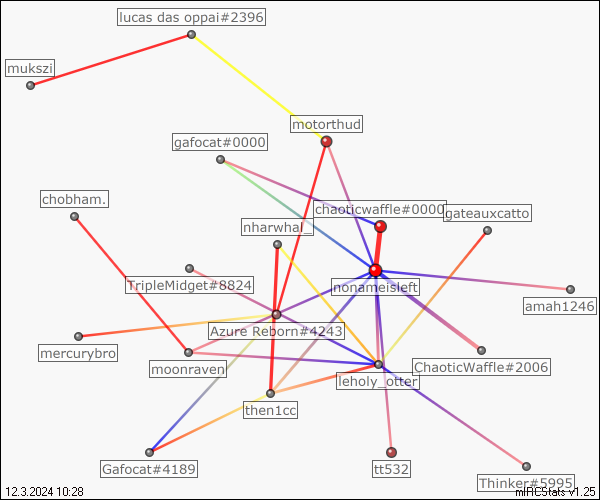 lucas das oppai#2396
mukszi
motorthud
gafocat#0000
chobham.
chaoticwaffle#0000
gateauxcatto
nharwhal_
TripleMidget#8824
nonameisleft
amah1246
Azure Reborn#4243
mercurybro
moonraven
ChaoticWaffle#2006
leholy_otter
then1cc
Gafocat#4189
tt532
Thinker#5995
12.3.2024 10:28
mIRCStats v1.25